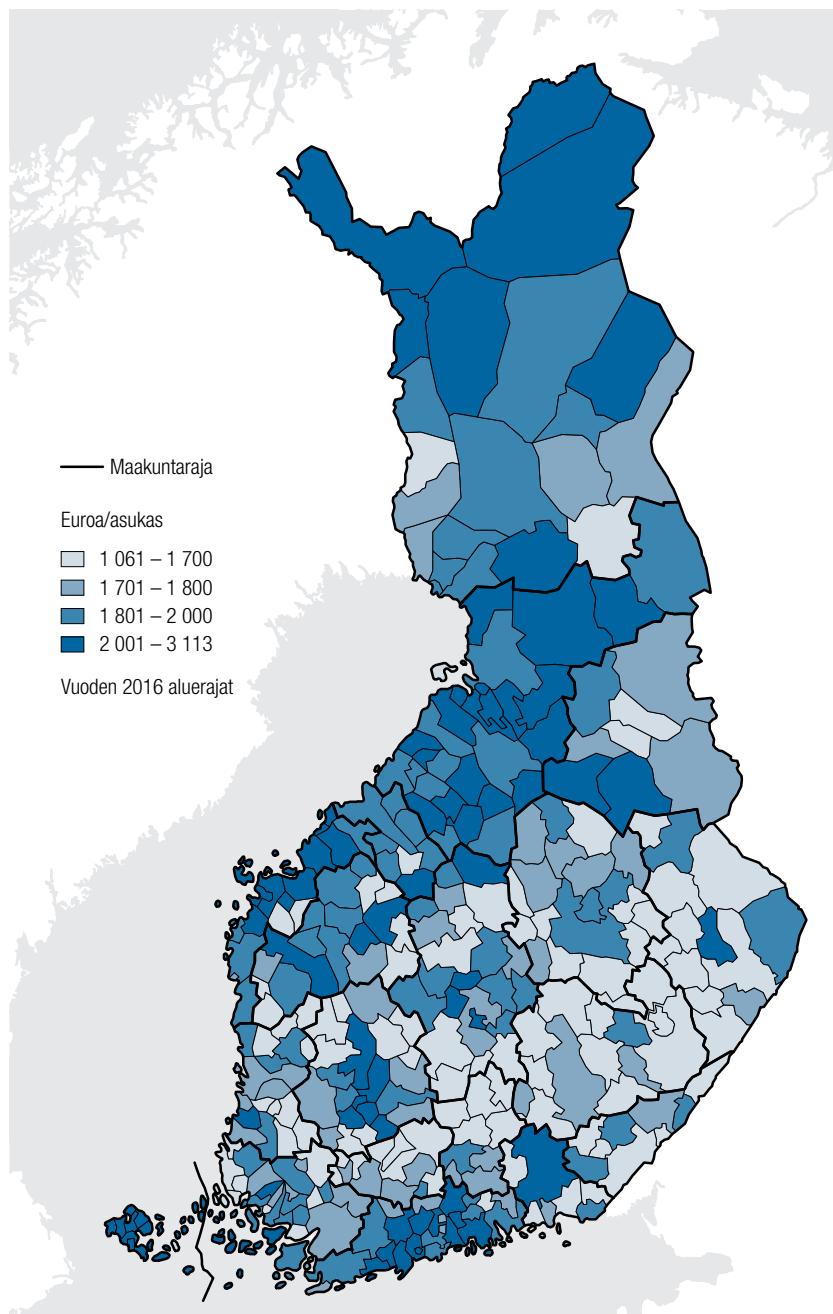 Maakuntaraja
Euroa/asukas
1 061 – 1 700
1 701 – 1 800
1 801 – 2 000
2 001 – 3 113
Vuoden 2016 aluerajat